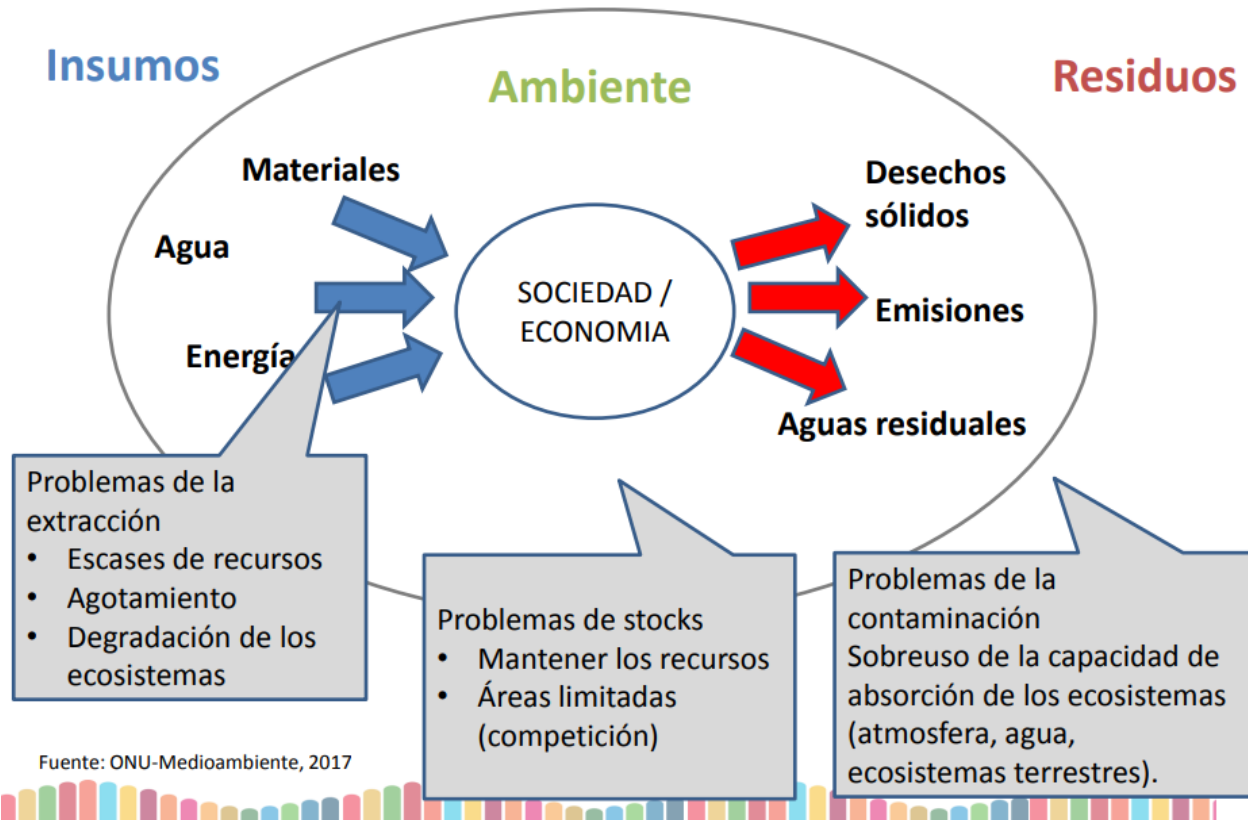 Insumos
Ambiente
Residuos
Materiales
Agua
Energía
SOCIEDAD /
ECONOMIA
Desechos
sólidos
Emisiones
Aguas residuales
Problemas de la
extracción
• Escases de recursos
• Agotamiento
• Degradación de los
ecosistemas
Problemas de stocks
• Mantener los recursos
• Áreas limitadas
(competición)
Problemas de la
contaminación
Sobreuso de la capacidad de
absorción de los ecosistemas
(atmosfera, agua,
ecosistemas terrestres).
Fuente: ONU-Medioambiente, 2017